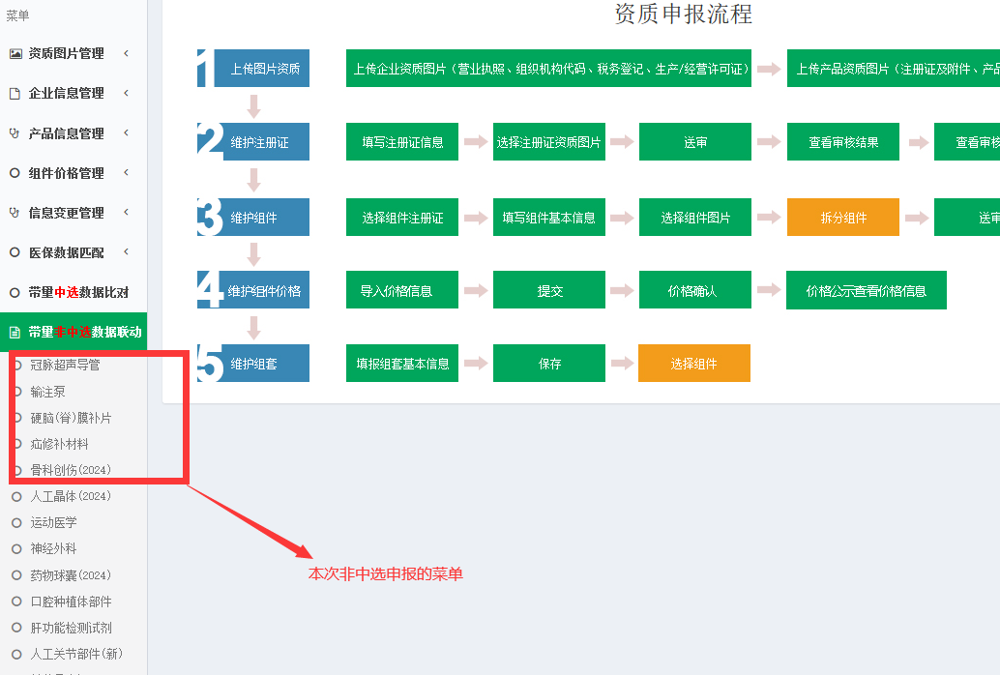 菜单
资质图片管理
企业信息管理
产品信息管理
组件价格管理
信息变更管理
医保数据匹配
带量中选数据比对
带量非中选数据联动
冠脉超声导管
输注泵
硬脑(脊)膜补片
疝修补材料
骨科创伤(2024)
人工晶体(2024)
运动医学
神经外科
药物球囊(2024)
口腔种植体部件
肝功能检测试剂
人工关节部件(新)
资质申报流程
1 上传图片资质 上传企业资质图片（营业执照、组织机构代码、税务登记、生产/经营许可证） 上传产品资质图片（注册证及附件、产品
2 维护注册证 填写注册证信息 选择注册证资质图片 送审 查看审核结果 查看审核
3 维护组件 选择组件注册证 填写组件基本信息 选择组件图片 拆分组件 送审
4 维护组件价格 导入价格信息 提交 价格确认 价格公示查看价格信息
5 维护组套 填报组套基本信息 保存 选择组件
本次非中选申报的菜单